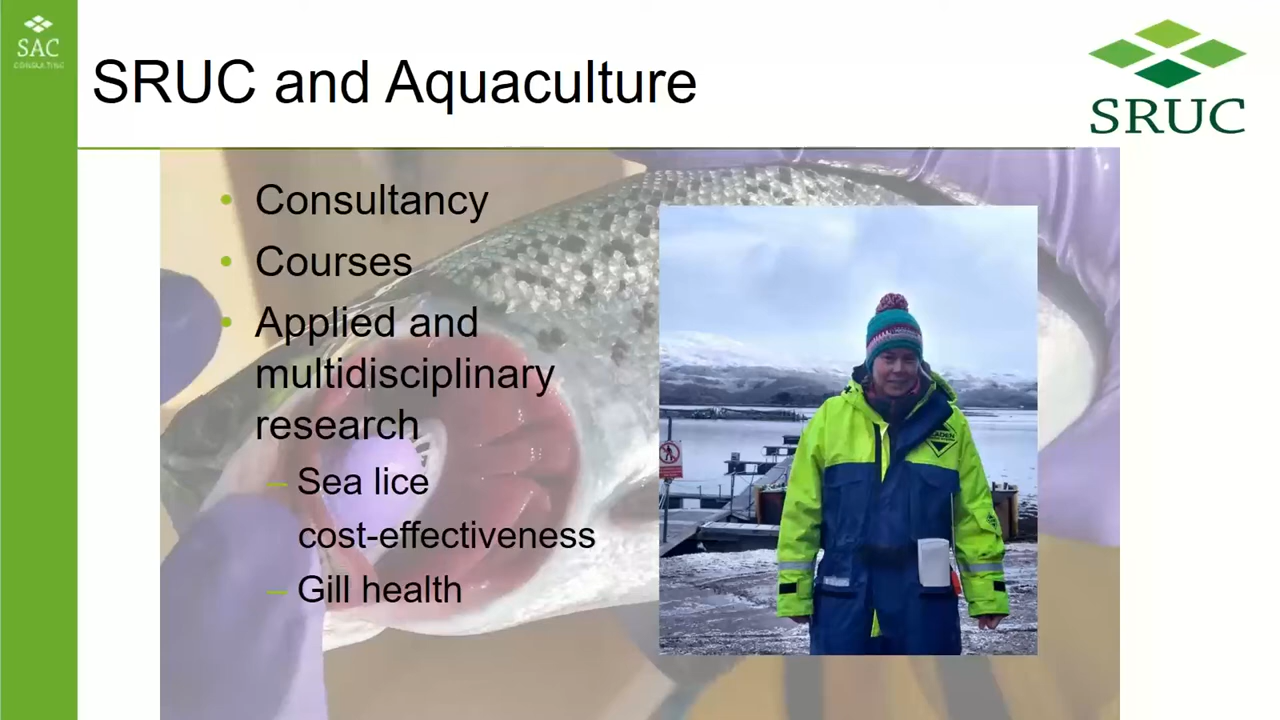 SAC
CONSULTING
SRUC and Aquaculture
SRUC
• Consultancy
• Courses
• Applied and
multidisciplinary
research
– Sea lice
cost-effectiveness
– Gill health